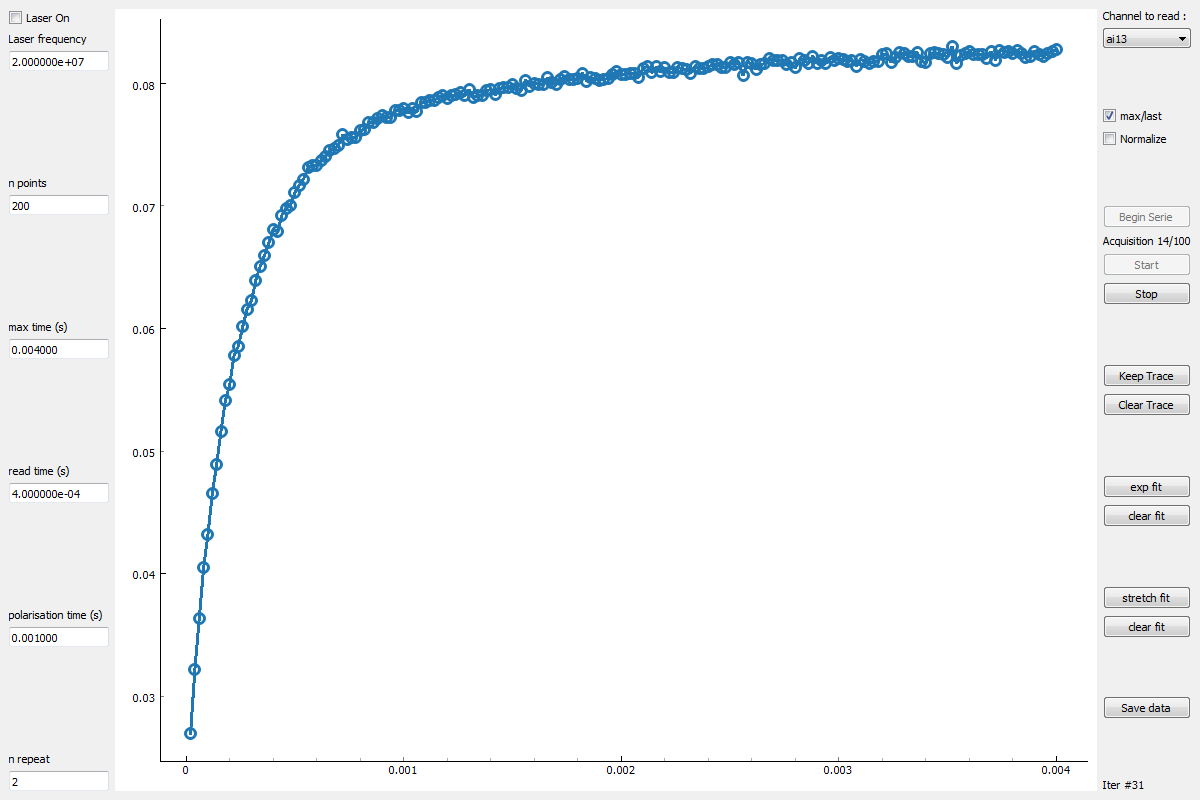 Laser On
Laser frequency
2.000000e+07
n points
200
max time (s)
0.004000
read time (s)
4.000000e-04
polarisation time (s)
0.001000
n repeat
2
0.08
0.07
0.06
0.05
0.04
0.03
0
0.001
0.002
0.003
0.004
Channel to read :
ai13
max/last
Normalize
Begin Serie
Acquisition 14/100
Start
Stop
Keep Trace
Clear Trace
exp fit
clear fit
stretch fit
clear fit
Save data
Iter #31